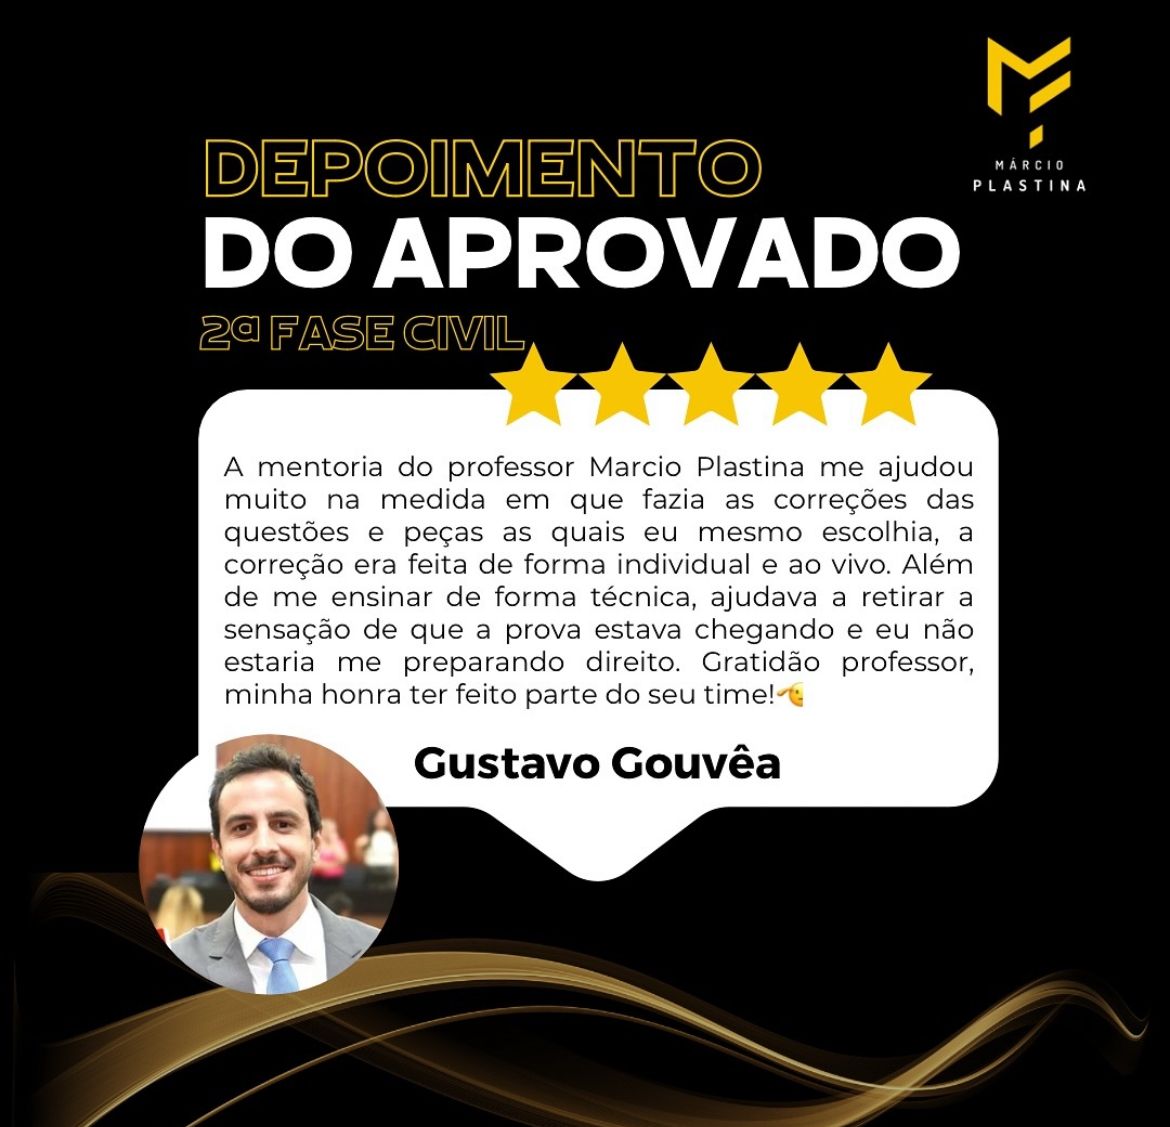 MÁRCIO
PLASTINA
DEPOIMENTO
DO APROVADO
2ª FASE CIVIL
A mentoria do professor Marcio Plastina me ajudou
muito na medida em que fazia as correções das
questões e peças as quais eu mesmo escolhia, a
correção era feita de forma individual e ao vivo. Além
de me ensinar de forma técnica, ajudava a retirar a
sensação de que a prova estava chegando e eu não
estaria me preparando direito. Gratidão professor,
minha honra ter feito parte do seu time!🫡
Gustavo Gouvêa